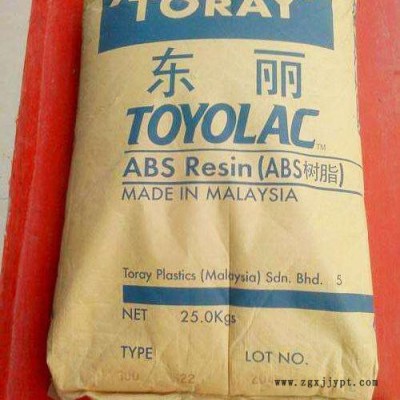 TORAY
东丽
TOYOLAC™
ABS Resin (ABS树脂)
MADE IN MALAYSIA
Toray Plastics (Malaysia) Sdn. Bhd. 5
NET 25.0Kgs
TYPE LOT NO.
www.zgxjjypt.com